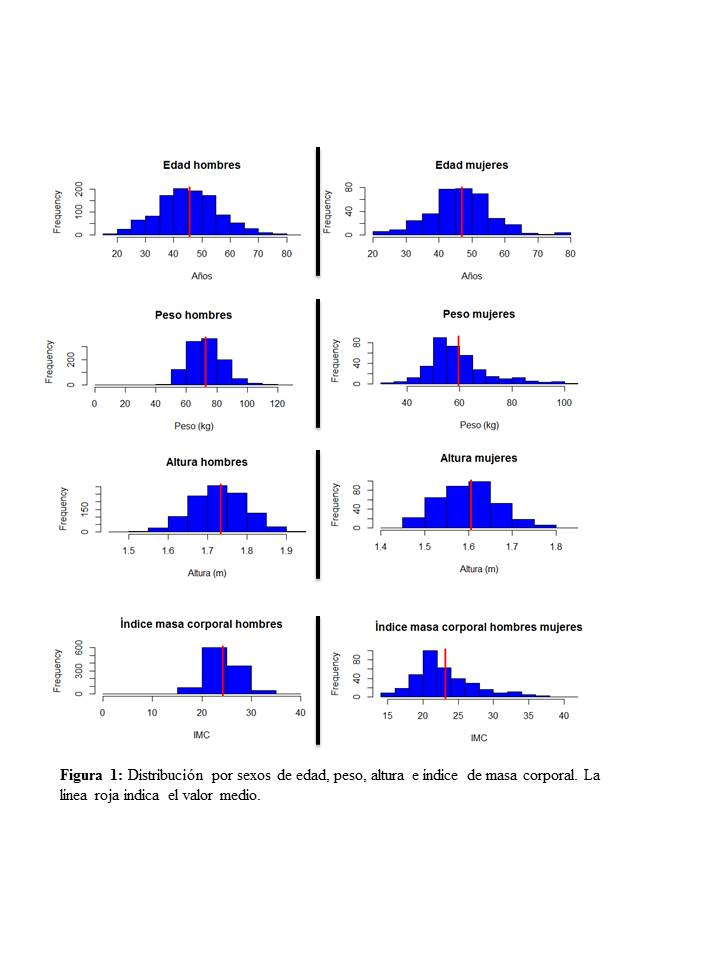 Edad hombres
Frequency
0 100 200
20 30 40 50 60 70 80
Años
Edad mujeres
Frequency
0 40 80
20 30 40 50 60 70 80
Años
Peso hombres
Frequency
0 200
0 20 40 60 80 100 120
Peso (kg)
Peso mujeres
Frequency
0 40 80
40 60 80 100
Peso (kg)
Altura hombres
Frequency
0 150
1.5 1.6 1.7 1.8 1.9
Altura (m)
Altura mujeres
Frequency
0 40 80
1.4 1.5 1.6 1.7 1.8
Altura (m)
Índice masa corporal hombres
Frequency
0 300 600
0 10 20 30 40
IMC
Índice masa corporal hombres mujeres
Frequency
0 40 80
15 20 25 30 35 40
IMC
Figura 1: Distribución por sexos de edad, peso, altura e indice de masa corporal. La
linea roja indica el valor medio.